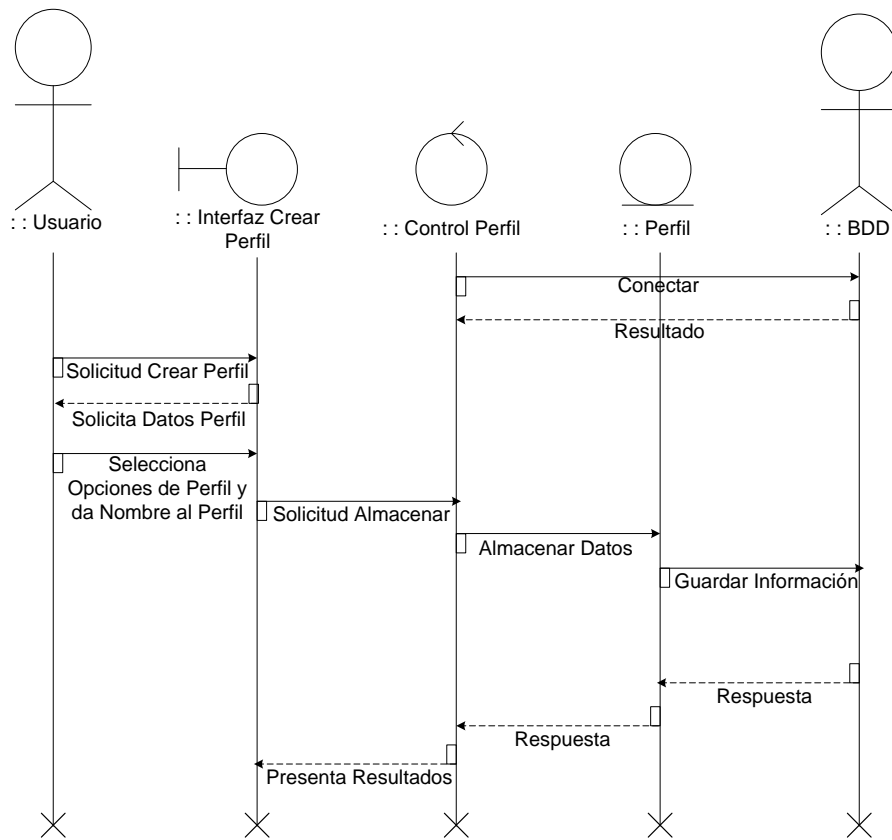 : : Usuario
: : Interfaz Crear
Perfil
: : Control Perfil
: : Perfil
: : BDD
Conectar
Resultado
Solicitud Crear Perfil
Solicita Datos Perfil
Selecciona
Opciones de Perfil y
da Nombre al Perfil
Solicitud Almacenar
Almacenar Datos
Guardar Información
Respuesta
Respuesta
Presenta Resultados